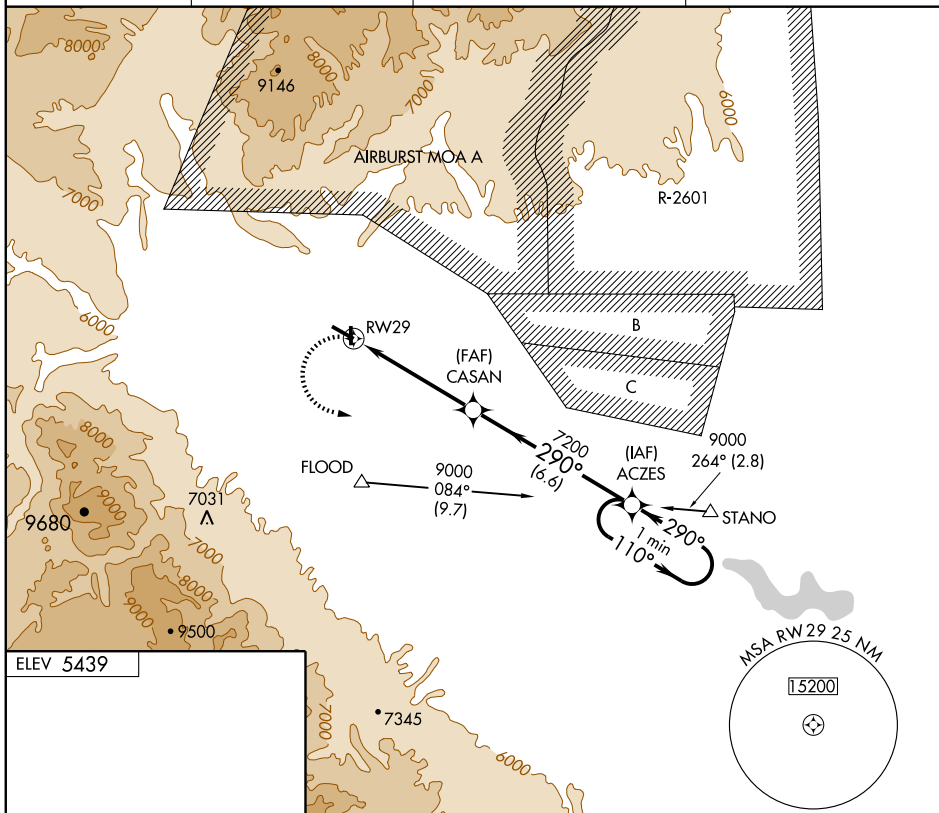 8000
7000
9146
8000
7000
6000
AIRBURST MOA A
R-2601
7000
6000
RW29
B
(FAF)
CASAN
C
7200
290°
(6.6)
(IAF)
ACZES
9000
264° (2.8)
FLOOD
9000
084°
(9.7)
STANO
290°
1 min
110°
8000
9000
9680
7031
7000
8000
9000
9500
MSA RW 29 25 NM
15200
ELEV 5439
7000
7345
6000